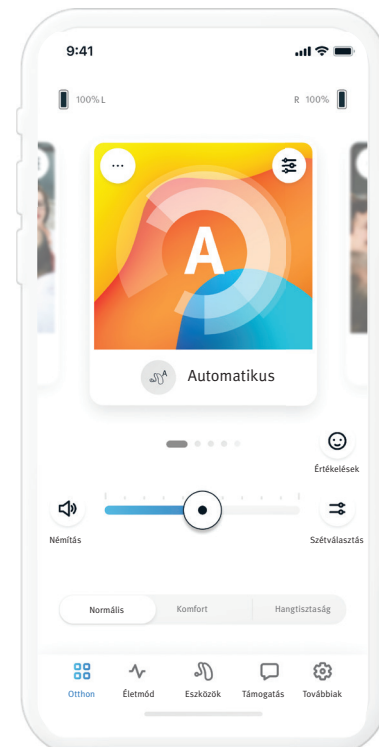 9:41
100% L
R 100%
...
A
A
Automatikus
Értékelések
Némítás
Szétválasztás
Normális Komfort Hangtisztaság
Otthon Életmód Eszközök Támogatás Továbbiak